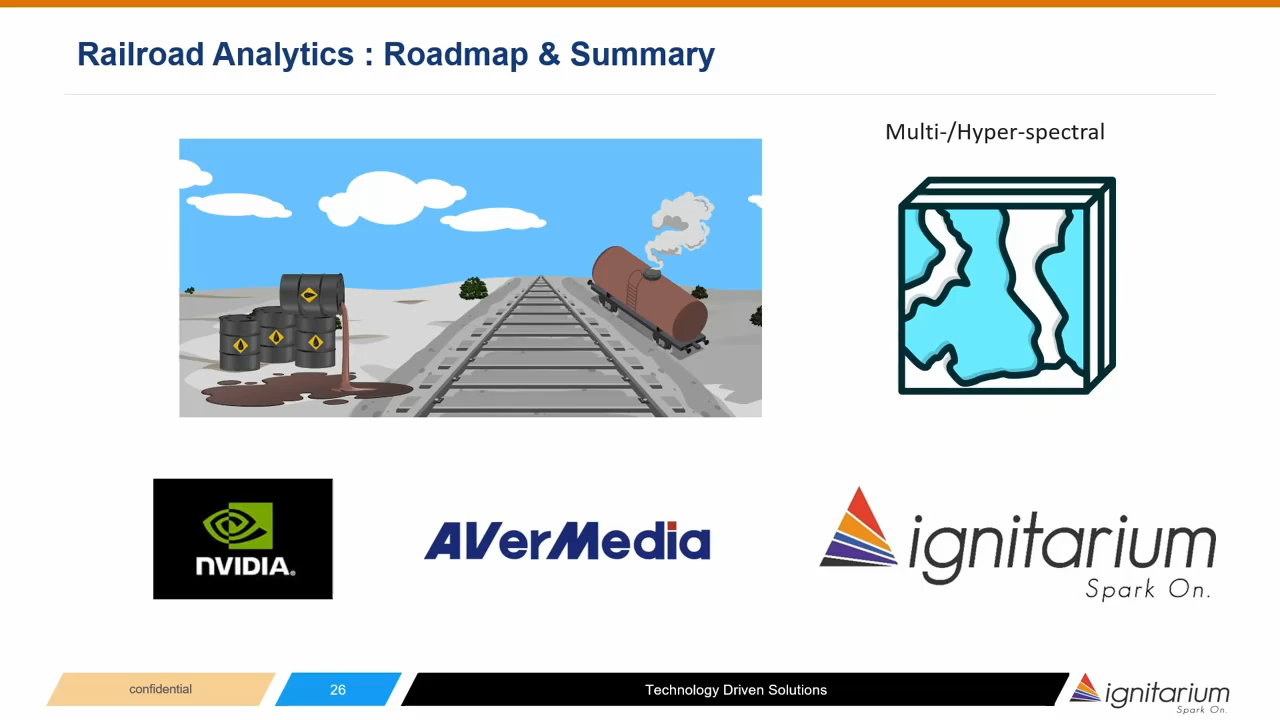 Railroad Analytics : Roadmap & Summary
Multi-/Hyper-spectral
NVIDIA.
AVerMedia
ignitarium
Spark On.
confidential
26
Technology Driven Solutions
ignitarium
Spark On.